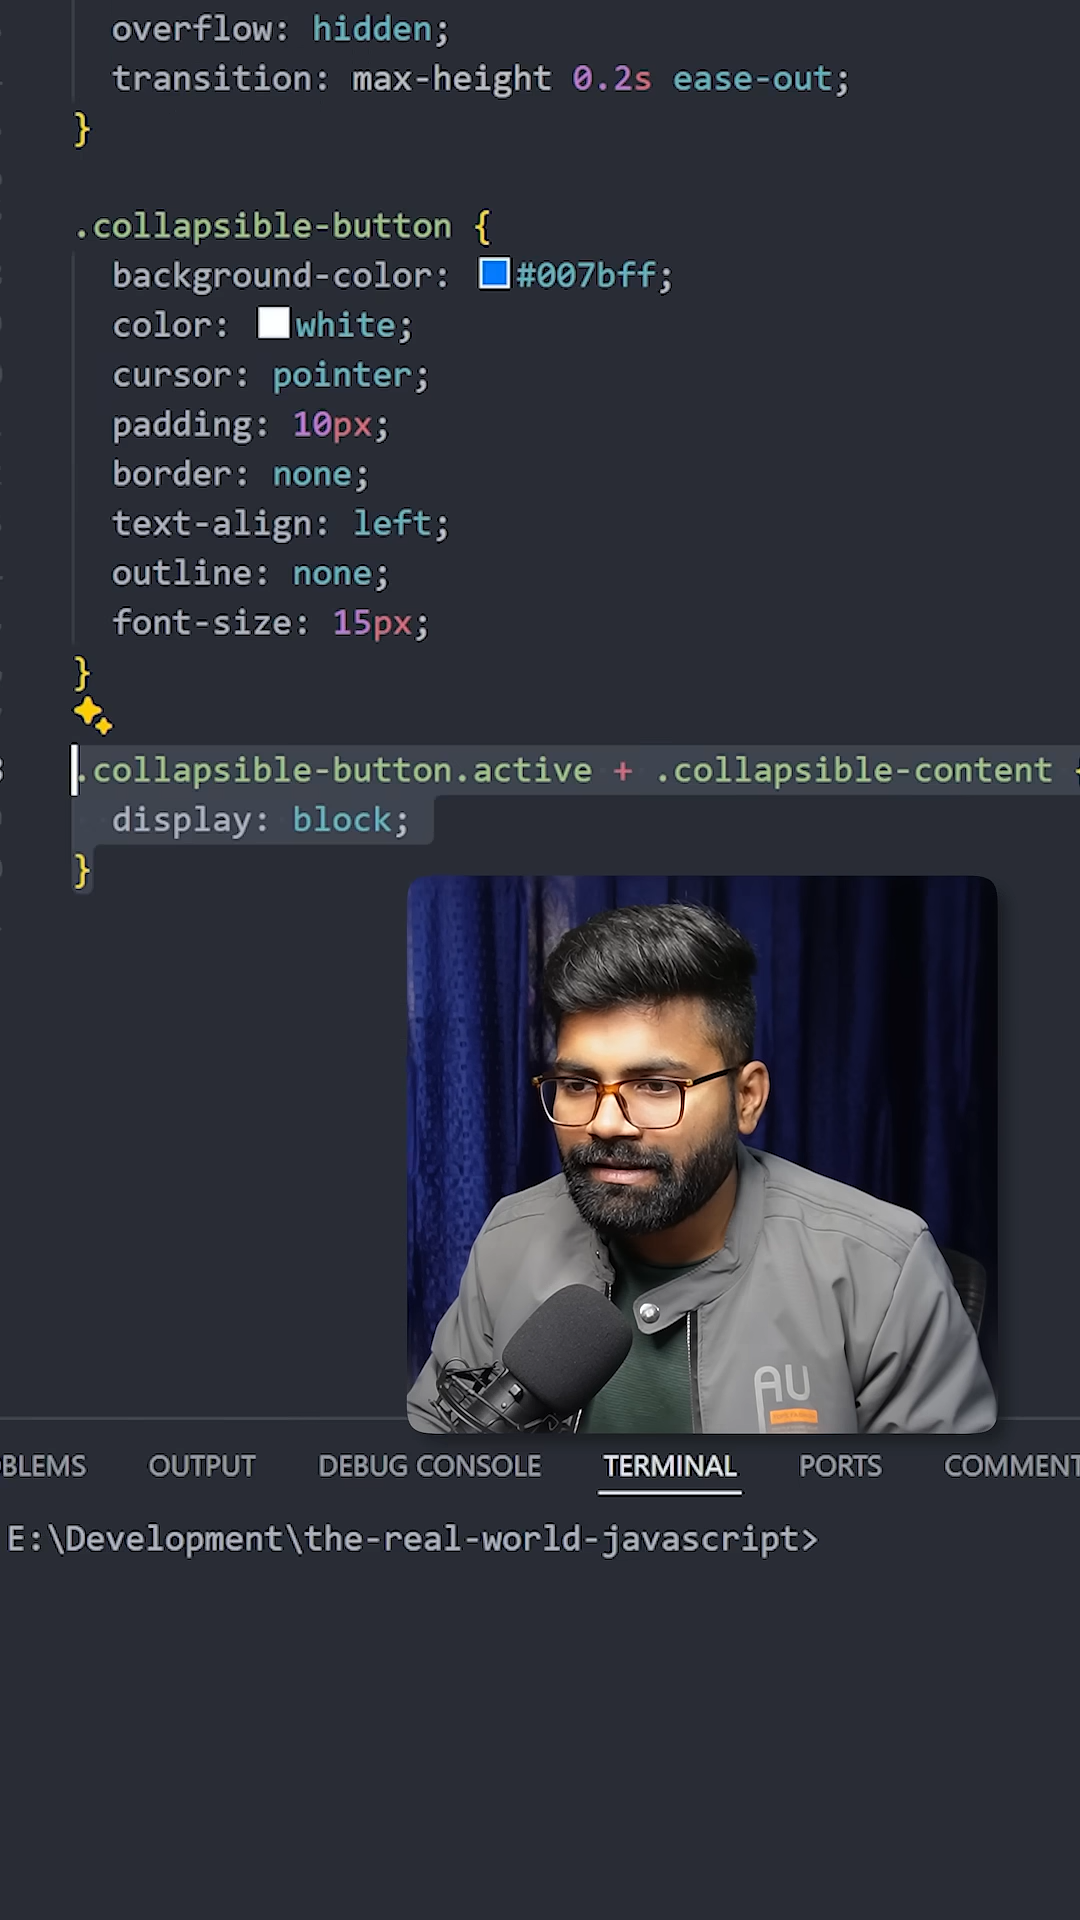 overflow: hidden;
transition: max-height 0.2s ease-out;
}
.collapsible-button {
background-color: #007bff;
color: white;
cursor: pointer;
padding: 10px;
border: none;
text-align: left;
outline: none;
font-size: 15px;
}
.collapsible-button.active + .collapsible-content {
display: block;
}
AU
BLEMS OUTPUT DEBUG CONSOLE TERMINAL PORTS COMMENT
E:\Development\the-real-world-javascript>